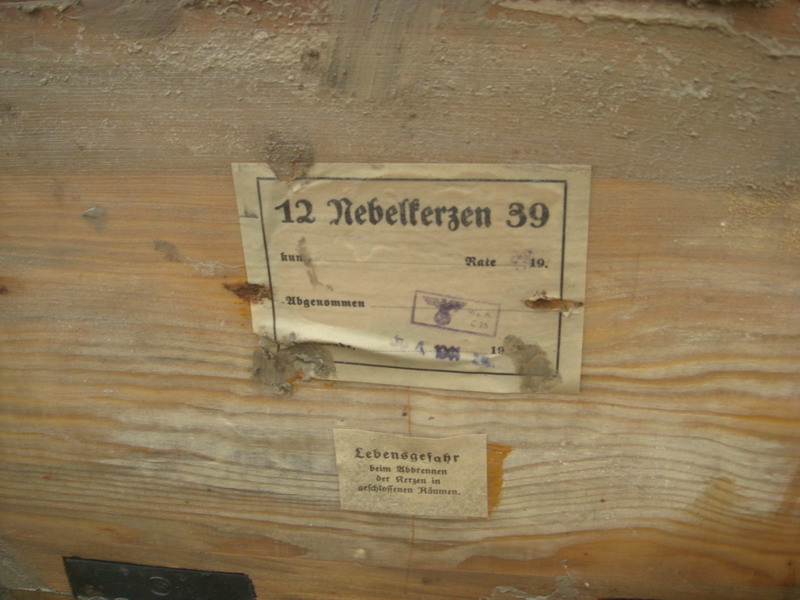 12 Nebelkerzen 39
Rate 19.
Abgenommen
19
Lebensgefahr
beim Abbrennen
der Kerzen in
geschlossenen Räumen.